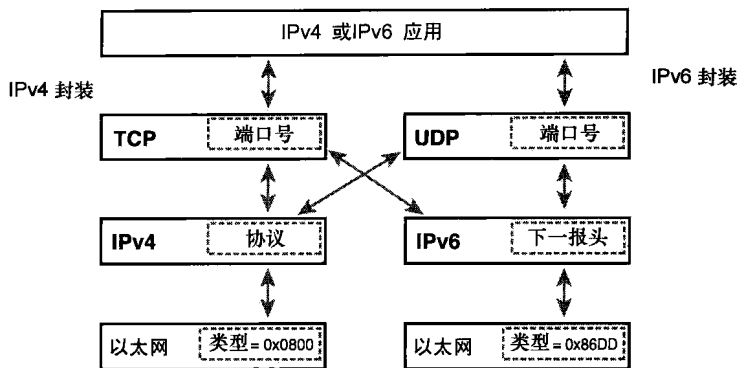 IPv4 或IPv6 应用
IPv4 封装
IPv6 封装
TCP 端口号
UDP 端口号
IPv4 协议
IPv6 下一报头
以太网 类型=0x0800
以太网 类型=0x86DD